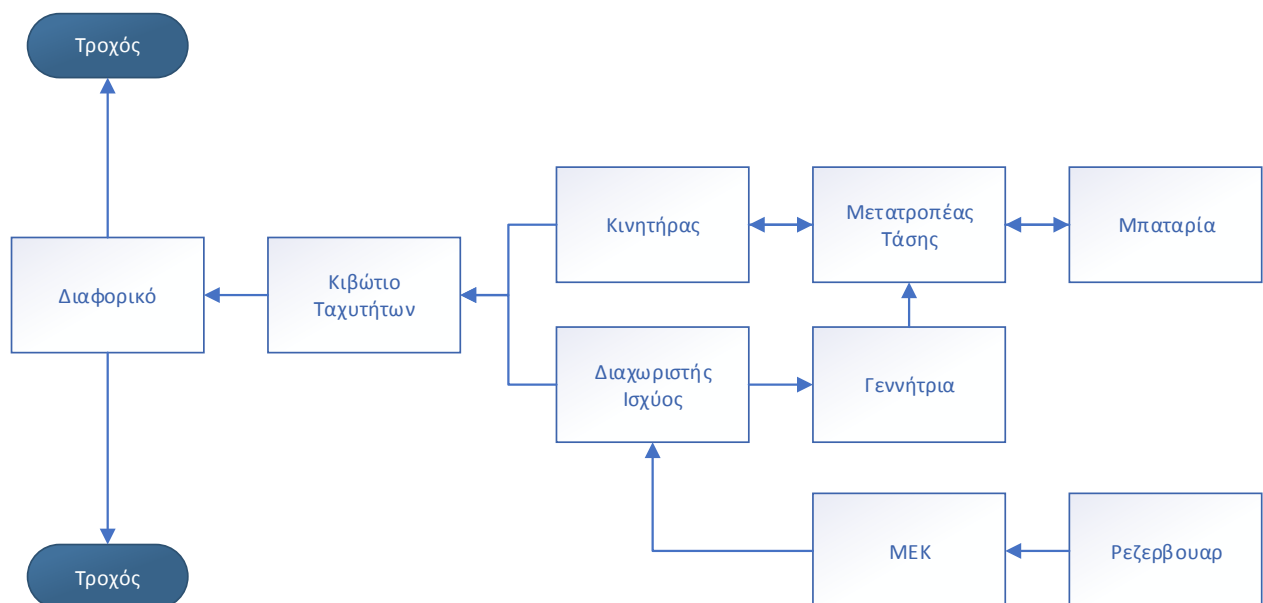 Τροχός
Κινητήρας
Μετατροπέας
Τάσης
Μπαταρία
Διαφορικό
Κιβώτιο
Ταχυτήτων
Διαχωριστής
Ισχύος
Γεννήτρια
ΜΕΚ
Ρεζερβουαρ
Τροχός